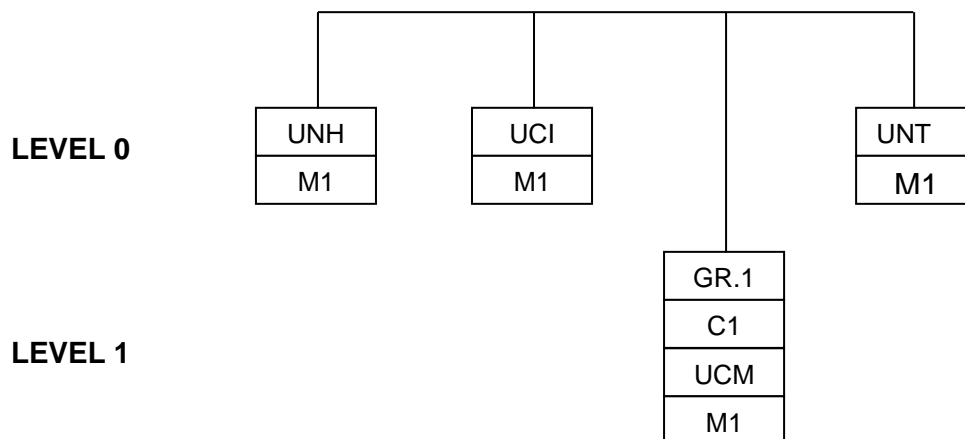 LEVEL 0
UNH
M1
UCI
M1
UNT
M1
LEVEL 1
GR.1
C1
UCM
M1